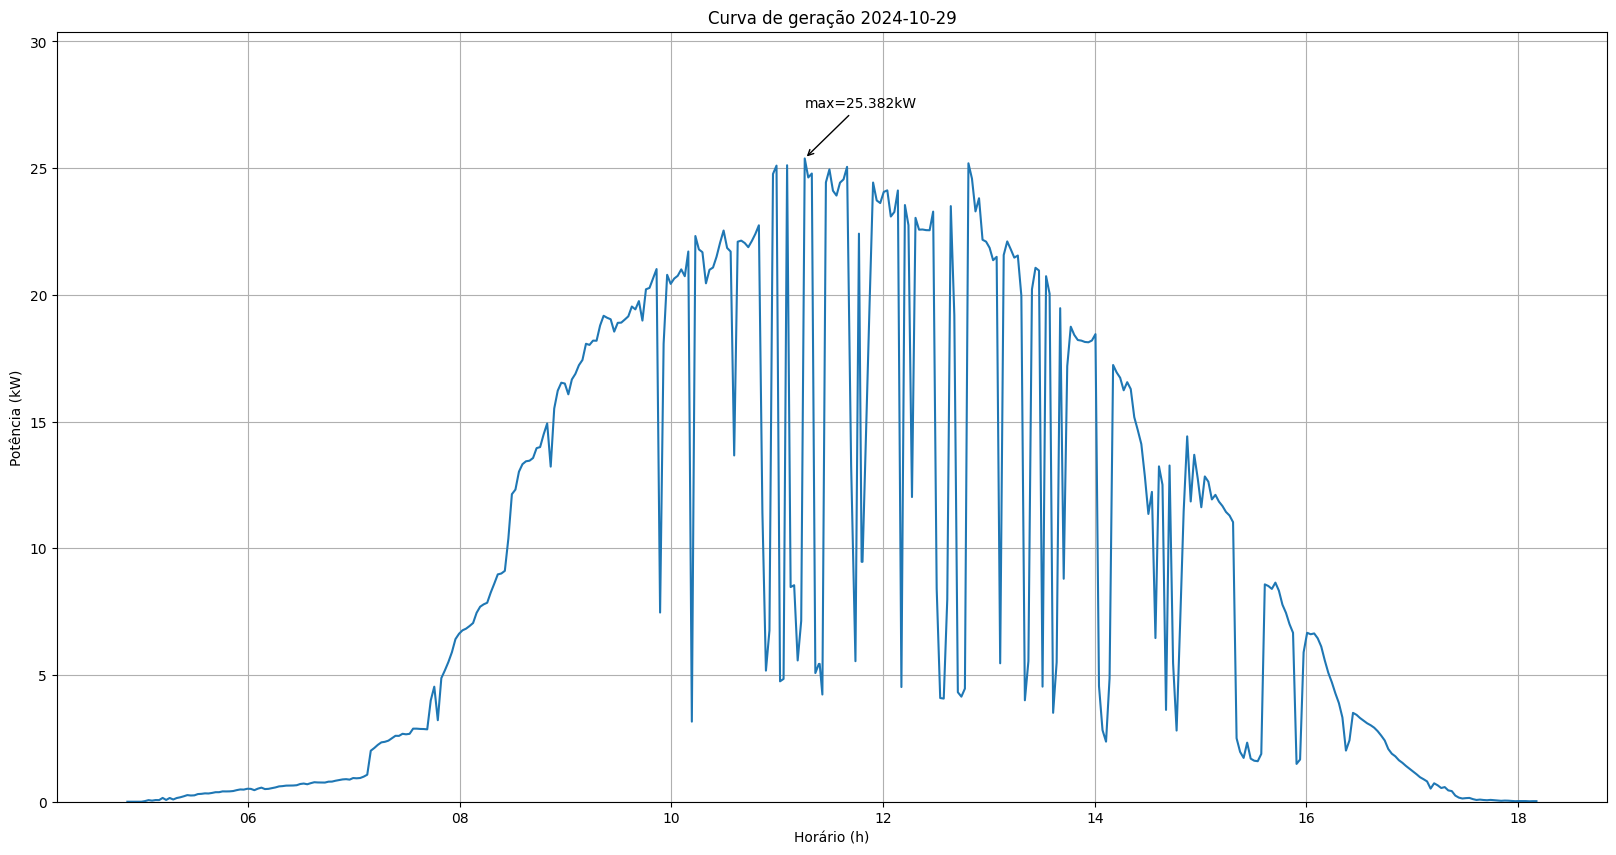 Curva de geração 2024-10-29
30
25
20
15
10
5
0
Potência (kW)
max=25.382kW
06 08 10 12 14 16 18
Horário (h)